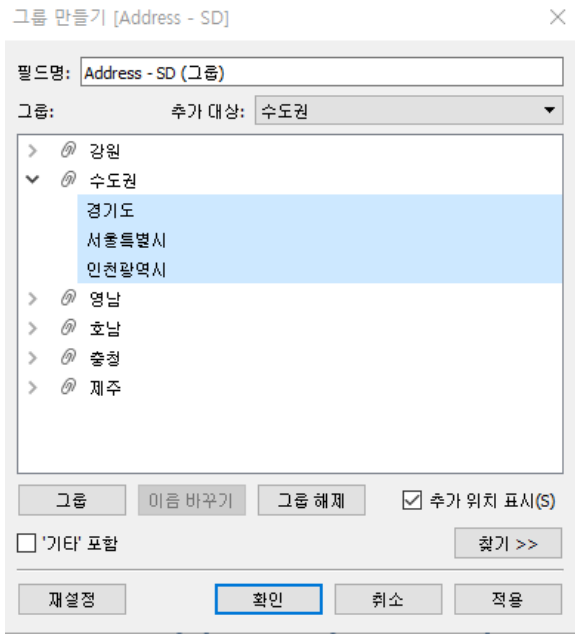 그룹 만들기 [Address - SD]
필드명: Address - SD (그룹)
그룹: 추가 대상: 수도권
강원
수도권
경기도
서울특별시
인천광역시
영남
호남
충청
제주
그룹 이름 바꾸기 그룹 해제 추가 위치 표시(S)
'기타' 포함 찾기 >>
재설정 확인 취소 적용